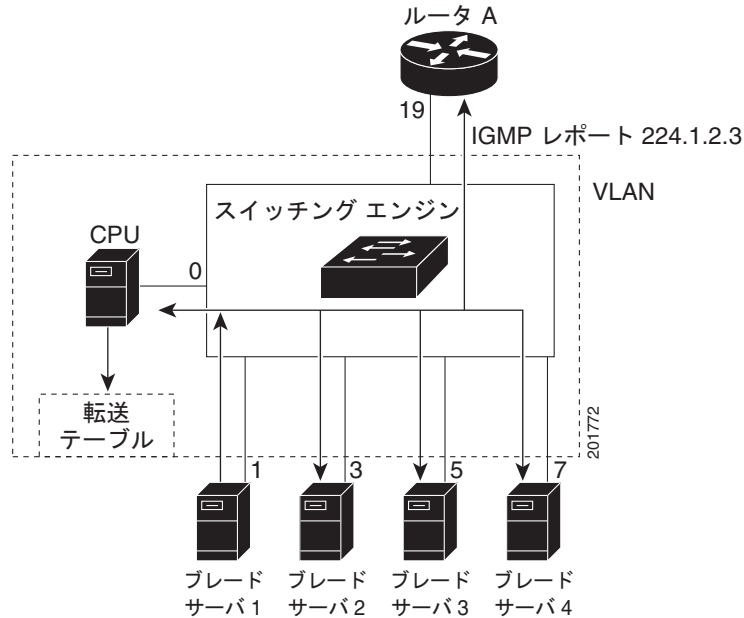 ルータ A
19
IGMP レポート 224.1.2.3
VLAN
スイッチング エンジン
CPU
0
転送
テーブル
201772
1
3
5
7
ブレード
サーバ 1
ブレード
サーバ 2
ブレード
サーバ 3
ブレード
サーバ 4